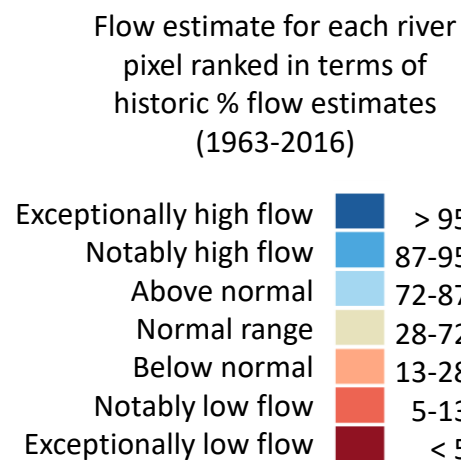 Flow estimate for each river
pixel ranked in terms of
historic % flow estimates
(1963-2016)
Exceptionally high flow > 95
Notably high flow 87-95
Above normal 72-87
Normal range 28-72
Below normal 13-28
Notably low flow 5-13
Exceptionally low flow < 5